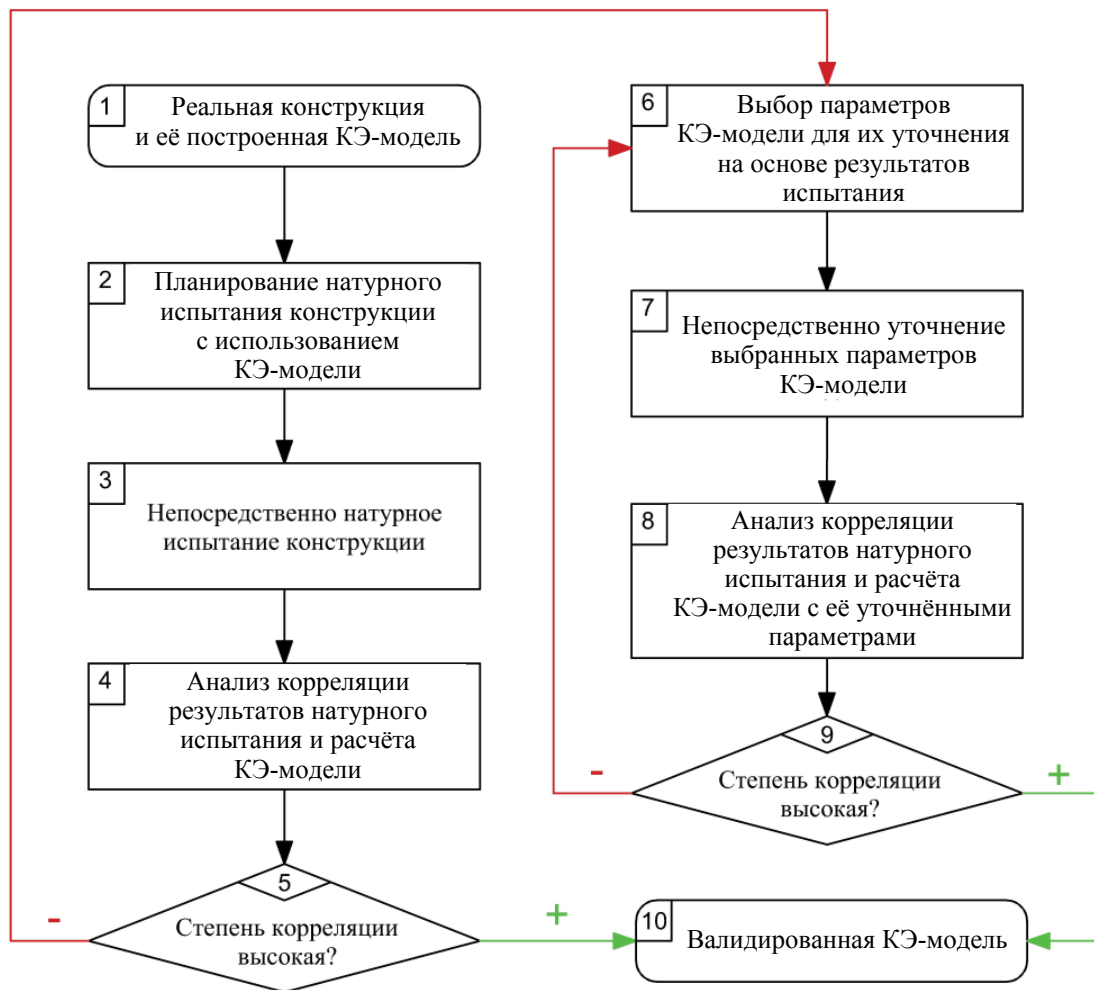 1
Реальная конструкция
и её построенная КЭ-модель
2
Планирование натурного
испытания конструкции
с использованием
КЭ-модели
3
Непосредственно натурное
испытание конструкции
4
Анализ корреляции
результатов натурного
испытания и расчёта
КЭ-модели
5
Степень корреляции
высокая?
-
+
6
Выбор параметров
КЭ-модели для их уточнения
на основе результатов
испытания
7
Непосредственно уточнение
выбранных параметров
КЭ-модели
8
Анализ корреляции
результатов натурного
испытания и расчёта
КЭ-модели с её уточнёнными
параметрами
9
Степень корреляции
высокая?
-
+
10
Валидированная КЭ-модель